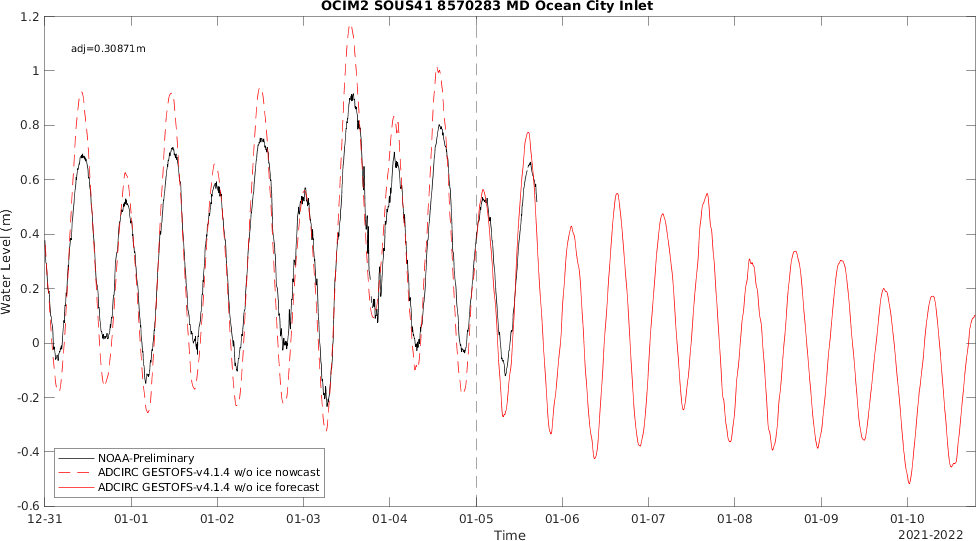 OCIM2 SOUS41 8570283 MD Ocean City Inlet
adj=0.30871m
Water Level (m)
1.2
1
0.8
0.6
0.4
0.2
0
-0.2
-0.4
-0.6
NOAA-Preliminary
ADCIRC GESTOFS-v4.1.4 w/o ice nowcast
ADCIRC GESTOFS-v4.1.4 w/o ice forecast
12-31 01-01 01-02 01-03 01-04 01-05 01-06 01-07 01-08 01-09 01-10
Time
2021-2022